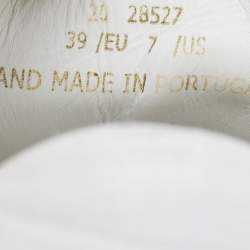 20 28527
39 /EU 7 /US
AND MADE IN PORTUGA